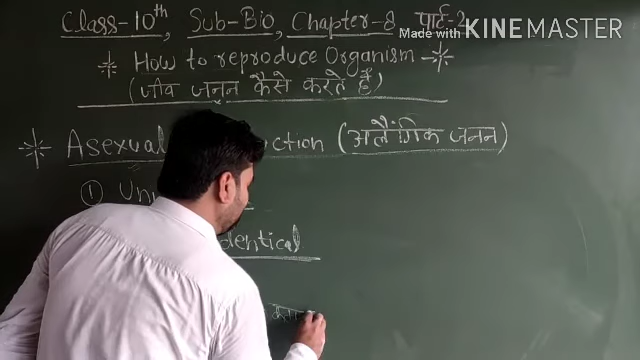 Class-10th, Sub-Bio, Chapter-8 पार्ट-2
Made with KINEMASTER
* How to reproduce Organism *
(जीव जनन कैसे करते हैं)
* Asexual ction (अलैंगिक जनन)
① Un
dentical